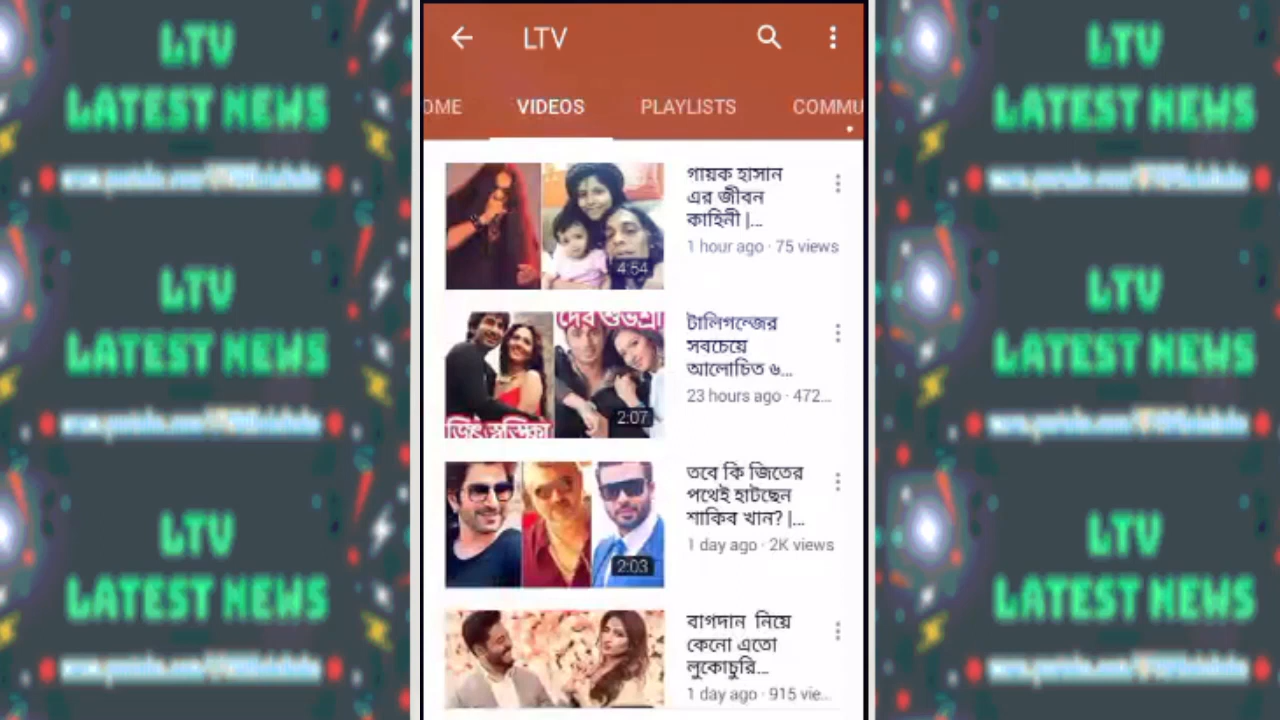 LTV
OME VIDEOS PLAYLISTS COMMU
গায়ক হাসান
এর জীবন
কাহিনী |...
1 hour ago · 75 views
4:54
টালিগন্জের
সবচেয়ে
আলোচিত ৬...
23 hours ago · 472...
দেব শুভশ্রী
2:07
তবে কি জিতের
পথেই হাটছেন
শাকিব খান? |...
1 day ago · 2K views
2:03
বাগদান নিয়ে
কেনো এতো
লুকোচুরি...
1 day ago · 915 vie...
LTV
LATEST NEWS
LTV
LATEST NEWS
LTV
LATEST NEWS
LTV
LATEST NEWS
LTV
LATEST NEWS
LTV
LATEST NEWS